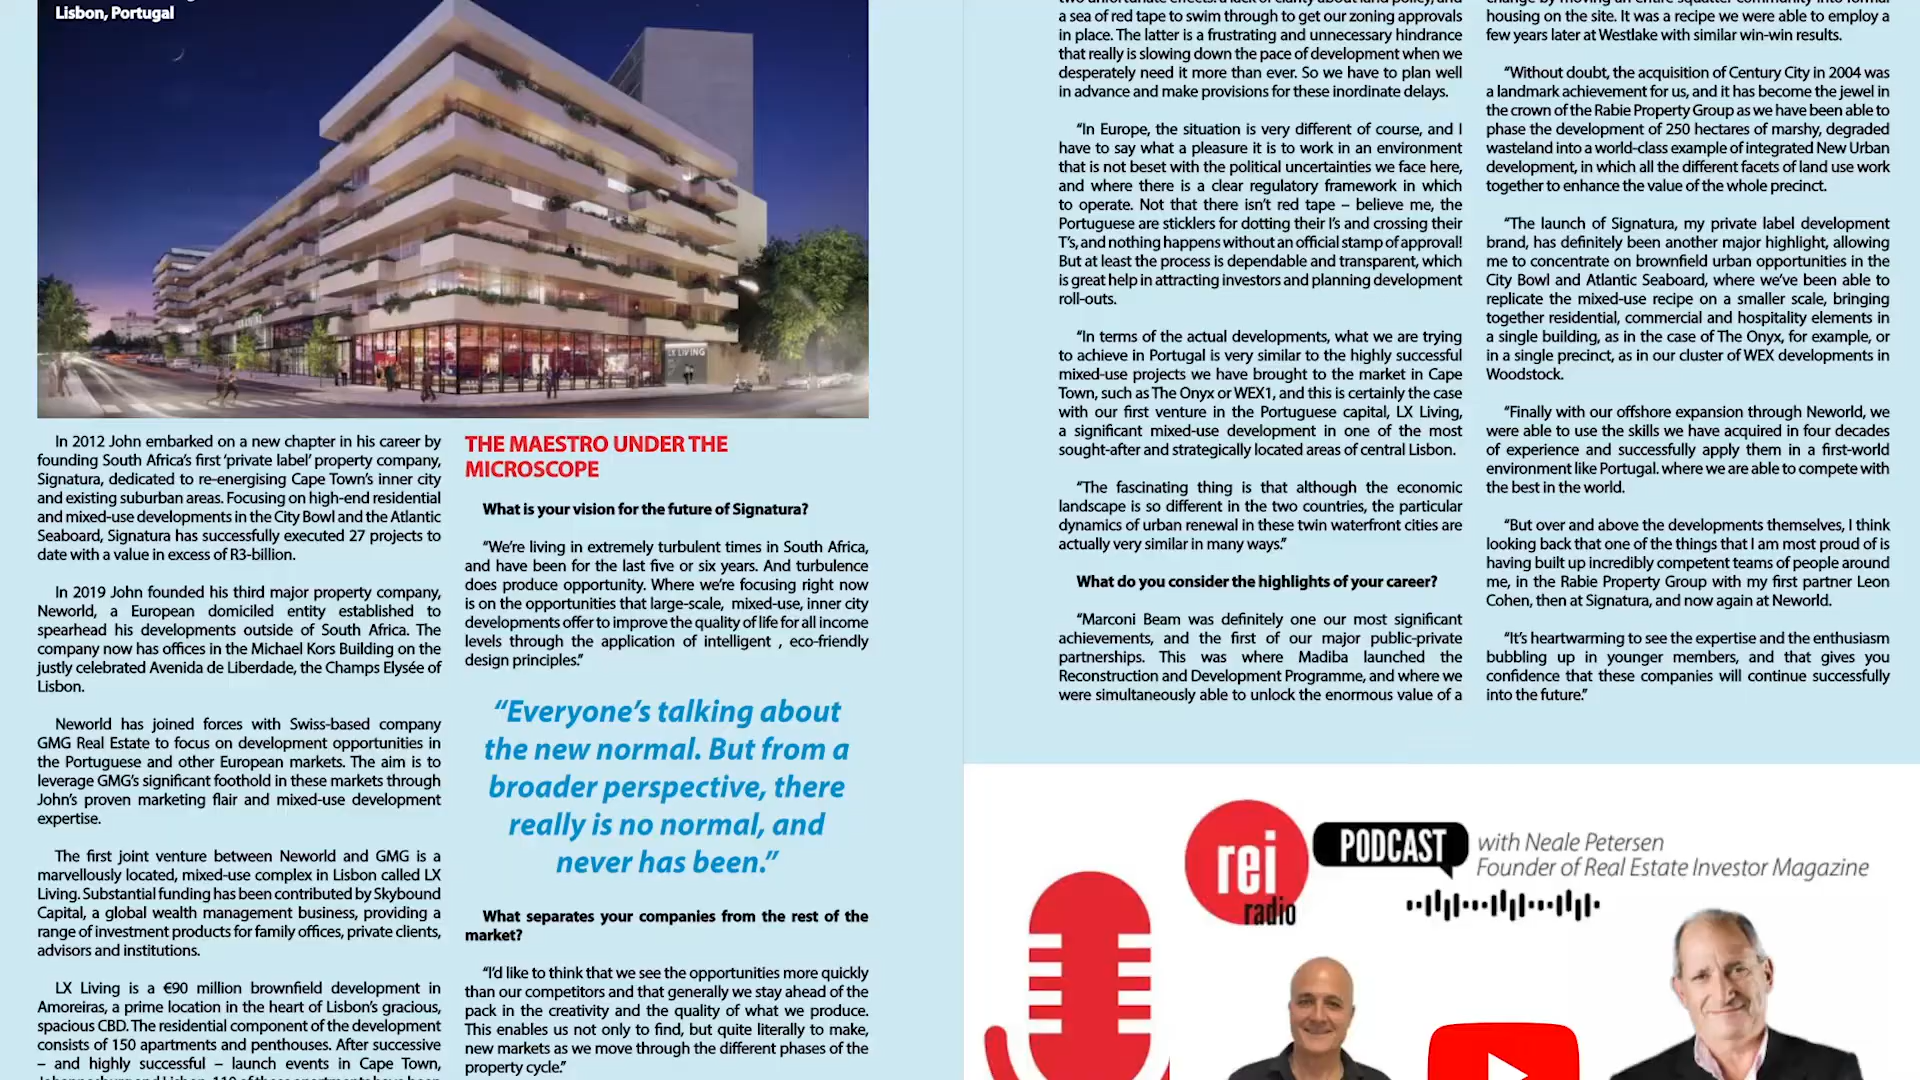 Lisbon, Portugal
LX LIVING
In 2012 John embarked on a new chapter in his career by
founding South Africa's first 'private label' property company,
Signatura, dedicated to re-energising Cape Town's inner city
and existing suburban areas. Focusing on high-end residential
and mixed-use developments in the City Bowl and the Atlantic
Seaboard, Signatura has successfully executed 27 projects to
date with a value in excess of R3-billion.
In 2019 John founded his third major property company,
Neworld, a European domiciled entity established to
spearhead his developments outside of South Africa. The
company now has offices in the Michael Kors Building on the
justly celebrated Avenida de Liberdade, the Champs Elysée of
Lisbon.
Neworld has joined forces with Swiss-based company
GMG Real Estate to focus on development opportunities in
the Portuguese and other European markets. The aim is to
leverage GMG's significant foothold in these markets through
John's proven marketing flair and mixed-use development
expertise.
The first joint venture between Neworld and GMG is a
marvellously located, mixed-use complex in Lisbon called LX
Living. Substantial funding has been contributed by Skybound
Capital, a global wealth management business, providing a
range of investment products for family offices, private clients,
advisors and institutions.
LX Living is a €90 million brownfield development in
Amoreiras, a prime location in the heart of Lisbon's gracious,
spacious CBD. The residential component of the development
consists of 150 apartments and penthouses. After successive
– and highly successful – launch events in Cape Town,
THE MAESTRO UNDER THE
MICROSCOPE
What is your vision for the future of Signatura?
"We're living in extremely turbulent times in South Africa,
and have been for the last five or six years. And turbulence
does produce opportunity. Where we're focusing right now
is on the opportunities that large-scale, mixed-use, inner city
developments offer to improve the quality of life for all income
levels through the application of intelligent , eco-friendly
design principles."
"Everyone's talking about
the new normal. But from a
broader perspective, there
really is no normal, and
never has been."
What separates your companies from the rest of the
market?
"I'd like to think that we see the opportunities more quickly
than our competitors and that generally we stay ahead of the
pack in the creativity and the quality of what we produce.
This enables us not only to find, but quite literally to make,
new markets as we move through the different phases of the
property cycle."
two unfortunate effects: a lack of clarity about land policy, and
a sea of red tape to swim through to get our zoning approvals
in place. The latter is a frustrating and unnecessary hindrance
that really is slowing down the pace of development when we
desperately need it more than ever. So we have to plan well
in advance and make provisions for these inordinate delays.
"In Europe, the situation is very different of course, and I
have to say what a pleasure it is to work in an environment
that is not beset with the political uncertainties we face here,
and where there is a clear regulatory framework in which
to operate. Not that there isn't red tape – believe me, the
Portuguese are sticklers for dotting their I's and crossing their
T's, and nothing happens without an official stamp of approval!
But at least the process is dependable and transparent, which
is great help in attracting investors and planning development
roll-outs.
"In terms of the actual developments, what we are trying
to achieve in Portugal is very similar to the highly successful
mixed-use projects we have brought to the market in Cape
Town, such as The Onyx or WEX1, and this is certainly the case
with our first venture in the Portuguese capital, LX Living,
a significant mixed-use development in one of the most
sought-after and strategically located areas of central Lisbon.
"The fascinating thing is that although the economic
landscape is so different in the two countries, the particular
dynamics of urban renewal in these twin waterfront cities are
actually very similar in many ways."
What do you consider the highlights of your career?
"Marconi Beam was definitely one our most significant
achievements, and the first of our major public-private
partnerships. This was where Madiba launched the
Reconstruction and Development Programme, and where we
were simultaneously able to unlock the enormous value of a
change by moving an entire squatter community into formal
housing on the site. It was a recipe we were able to employ a
few years later at Westlake with similar win-win results.
"Without doubt, the acquisition of Century City in 2004 was
a landmark achievement for us, and it has become the jewel in
the crown of the Rabie Property Group as we have been able to
phase the development of 250 hectares of marshy, degraded
wasteland into a world-class example of integrated New Urban
development, in which all the different facets of land use work
together to enhance the value of the whole precinct.
"The launch of Signatura, my private label development
brand, has definitely been another major highlight, allowing
me to concentrate on brownfield urban opportunities in the
City Bowl and Atlantic Seaboard, where we've been able to
replicate the mixed-use recipe on a smaller scale, bringing
together residential, commercial and hospitality elements in
a single building, as in the case of The Onyx, for example, or
in a single precinct, as in our cluster of WEX developments in
Woodstock.
"Finally with our offshore expansion through Neworld, we
were able to use the skills we have acquired in four decades
of experience and successfully apply them in a first-world
environment like Portugal. where we are able to compete with
the best in the world.
"But over and above the developments themselves, I think
looking back that one of the things that I am most proud of is
having built up incredibly competent teams of people around
me, in the Rabie Property Group with my first partner Leon
Cohen, then at Signatura, and now again at Neworld.
"It's heartwarming to see the expertise and the enthusiasm
bubbling up in younger members, and that gives you
confidence that these companies will continue successfully
into the future."
rei
radio
PODCAST
with Neale Petersen
Founder of Real Estate Investor Magazine